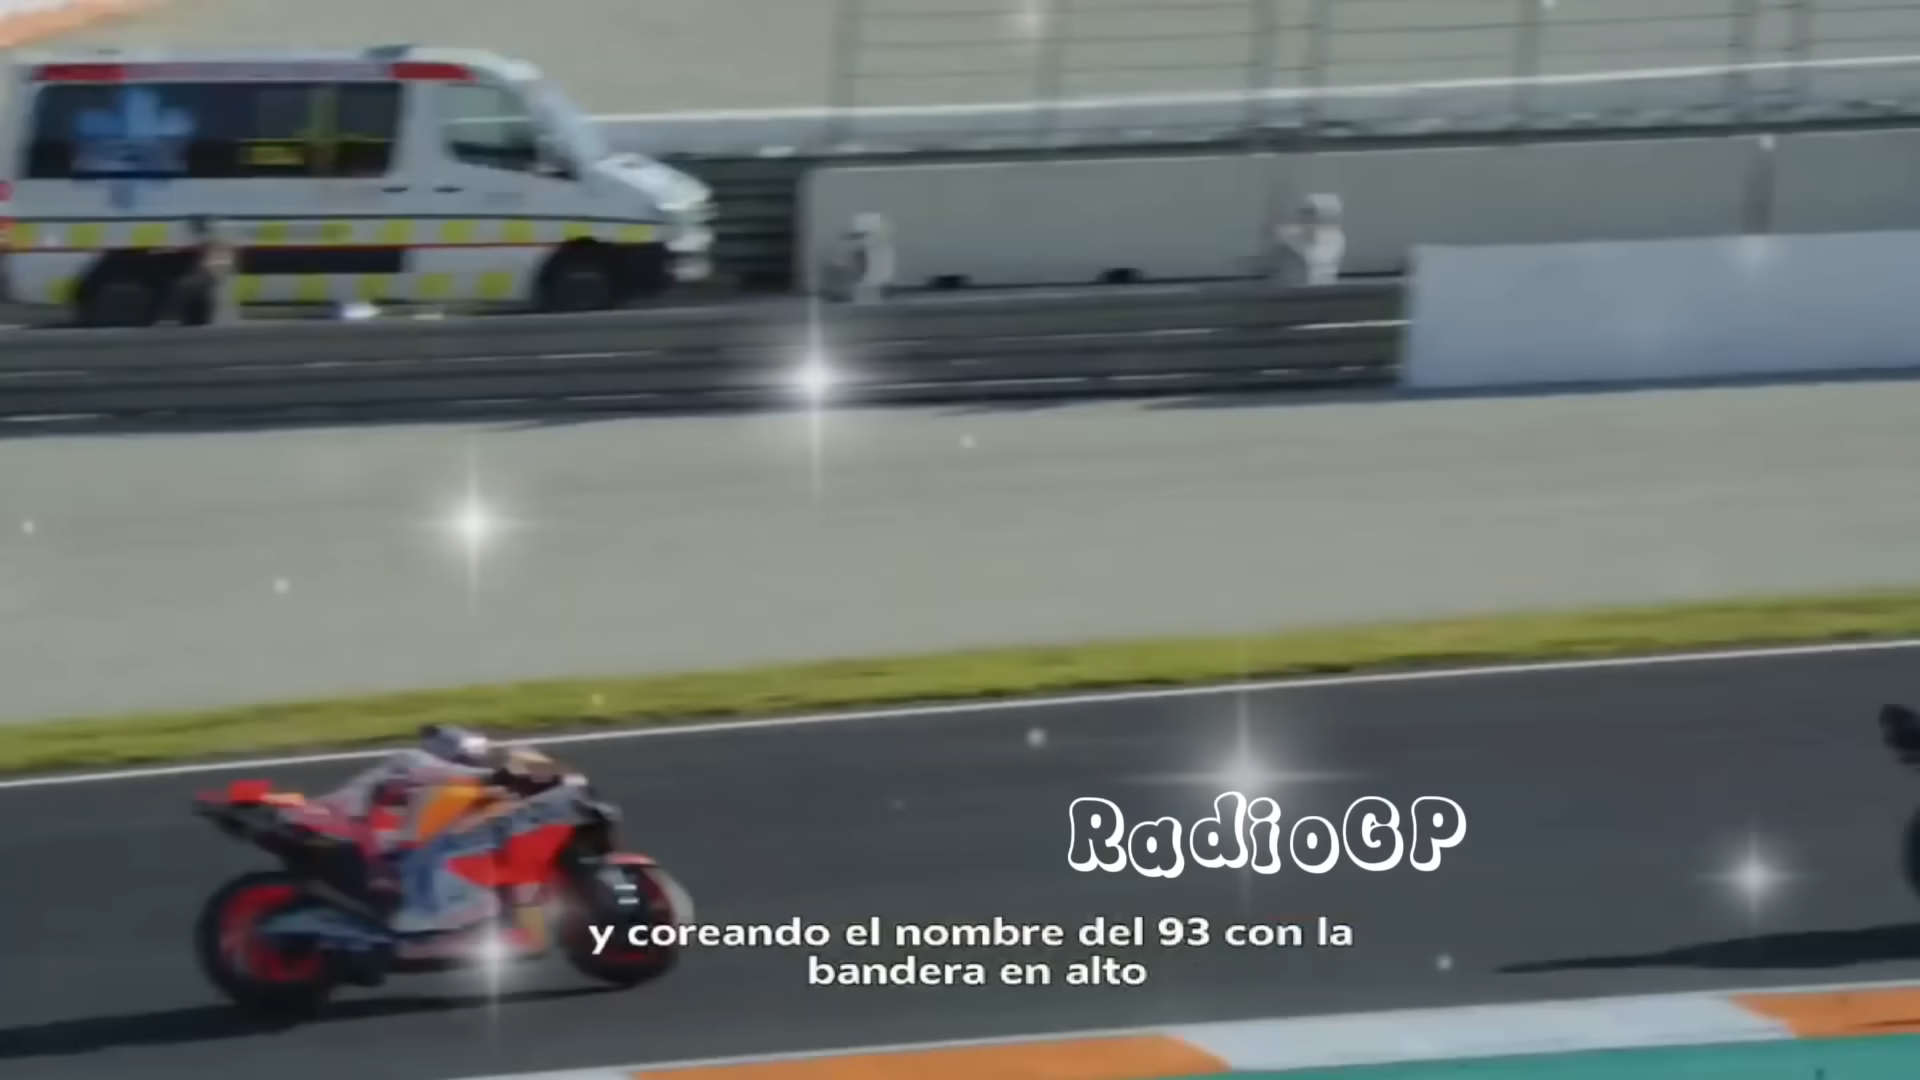 RadioGP
y coreando el nombre del 93 con la
bandera en alto